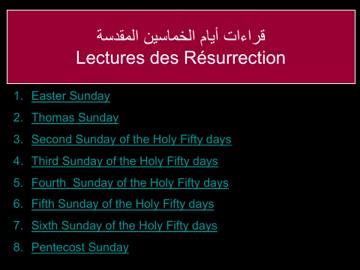 قراءات أيام الخماسين المقدسة
Lectures des Résurrection
1. Easter Sunday
2. Thomas Sunday
3. Second Sunday of the Holy Fifty days
4. Third Sunday of the Holy Fifty days
5. Fourth Sunday of the Holy Fifty days
6. Fifth Sunday of the Holy Fifty days
7. Sixth Sunday of the Holy Fifty days
8. Pentecost Sunday